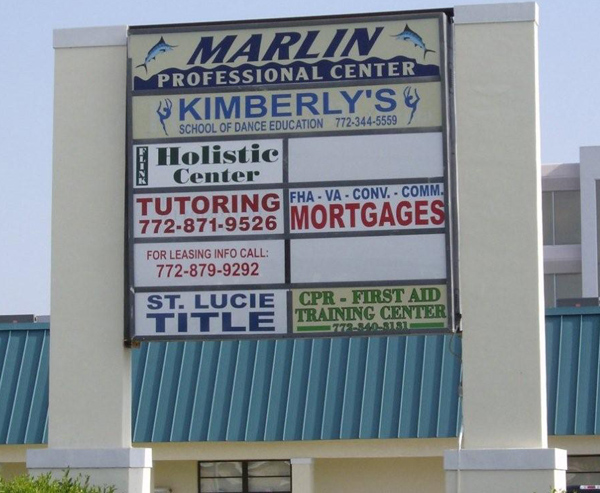 MARLIN
PROFESSIONAL CENTER
KIMBERLY'S
SCHOOL OF DANCE EDUCATION 772-344-5559
FLINK
Holistic
Center
TUTORING
772-871-9526
FHA - VA - CONV. - COMM.
MORTGAGES
FOR LEASING INFO CALL:
772-879-9292
ST. LUCIE
TITLE
CPR - FIRST AID
TRAINING CENTER